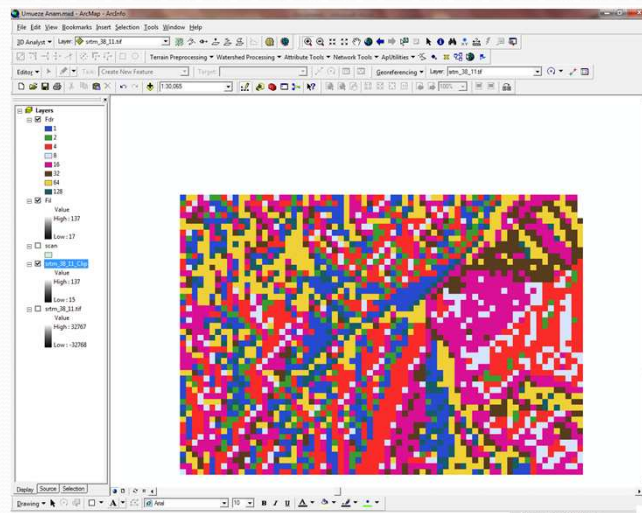 Umueze Anam.mxd - ArcMap - ArcInfo
File Edit View Bookmarks Insert Selection Tools Window Help
3D Analyst Layer: srtm_38_11.tif
Terrain Preprocessing Watershed Processing Attribute Tools Network Tools ApUtilities
Editor Task: Create New Feature Target: Georeferencing Layer: srtm_38_11.tif
1:30,065 100%
Layers
Fdr
1
2
4
8
16
32
64
128
Fil
Value
High : 137
Low : 17
scan
srtm_38_11_Clip
Value
High : 137
Low : 15
srtm_38_11.tif
Value
High : 32767
Low : -32768
Display Source Selection
Drawing A Arial 10 B I U A